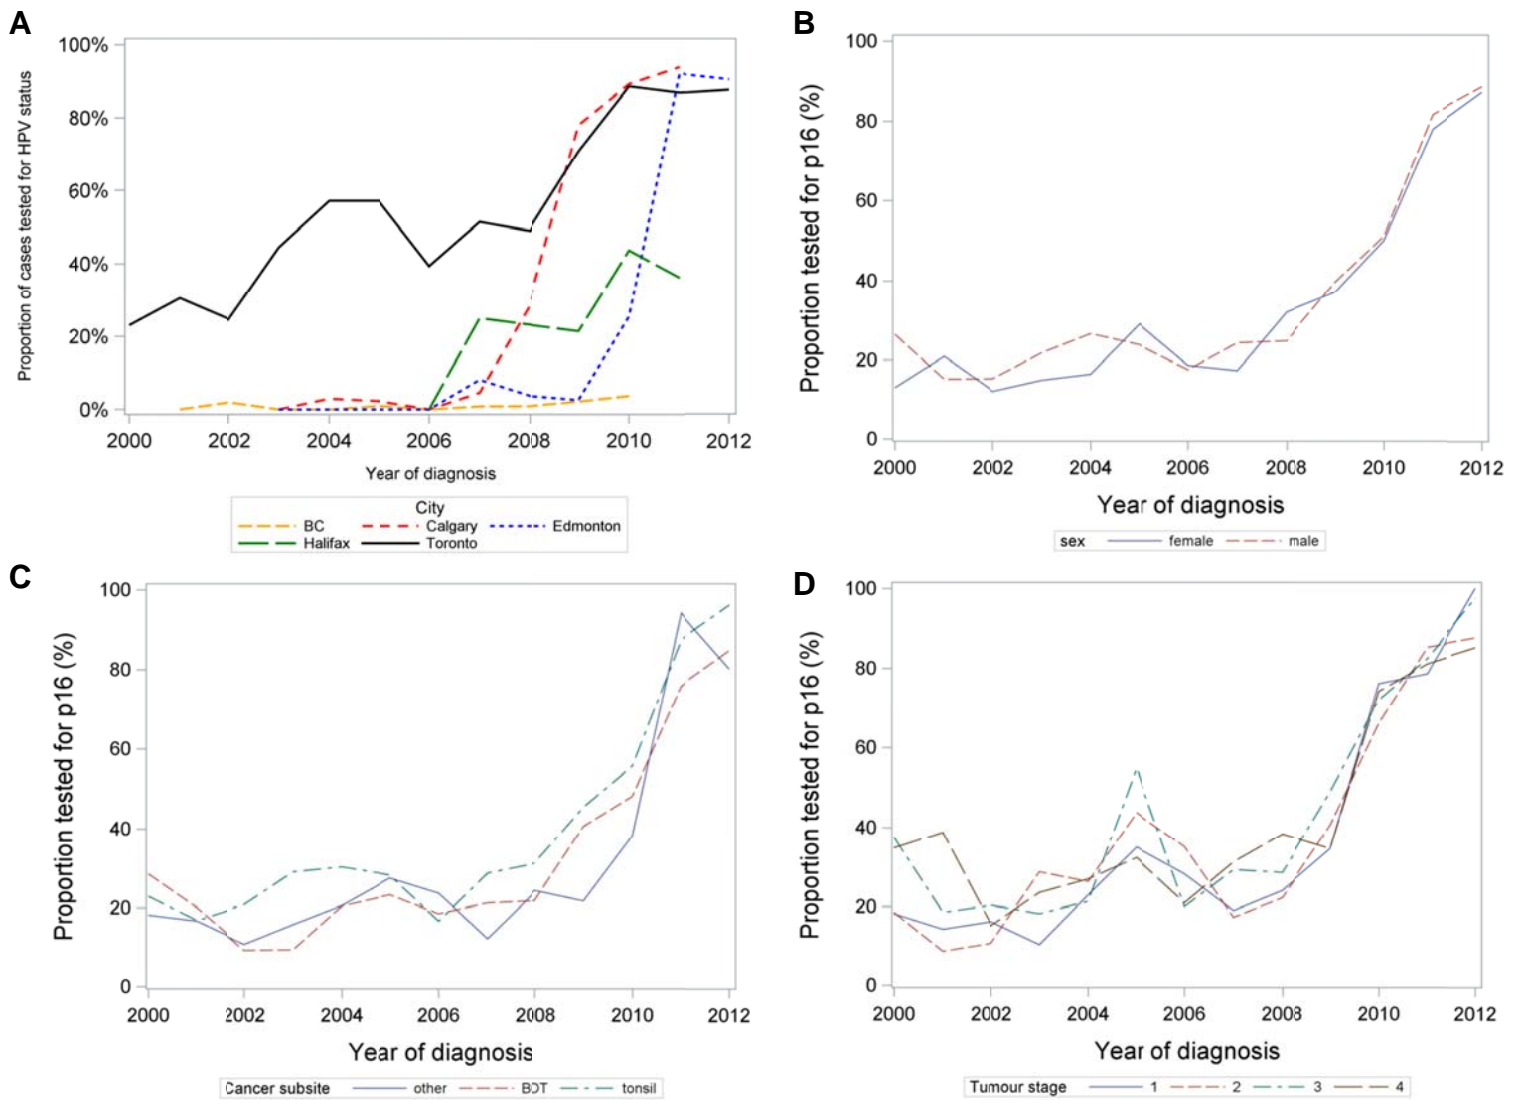 A
Proportion of cases tested for HPV status
100%
80%
60%
40%
20%
0%
2000 2002 2004 2006 2008 2010 2012
Year of diagnosis
City
BC Calgary Edmonton
Halifax Toronto
B
Proportion tested for p16 (%)
100
80
60
40
20
0
2000 2002 2004 2006 2008 2010 2012
Year of diagnosis
sex female male
C
Proportion tested for p16 (%)
100
80
60
40
20
0
2000 2002 2004 2006 2008 2010 2012
Year of diagnosis
Cancer subsite other BOT tonsil
D
Proportion tested for p16 (%)
100
80
60
40
20
0
2000 2002 2004 2006 2008 2010 2012
Year of diagnosis
Tumour stage 1 2 3 4